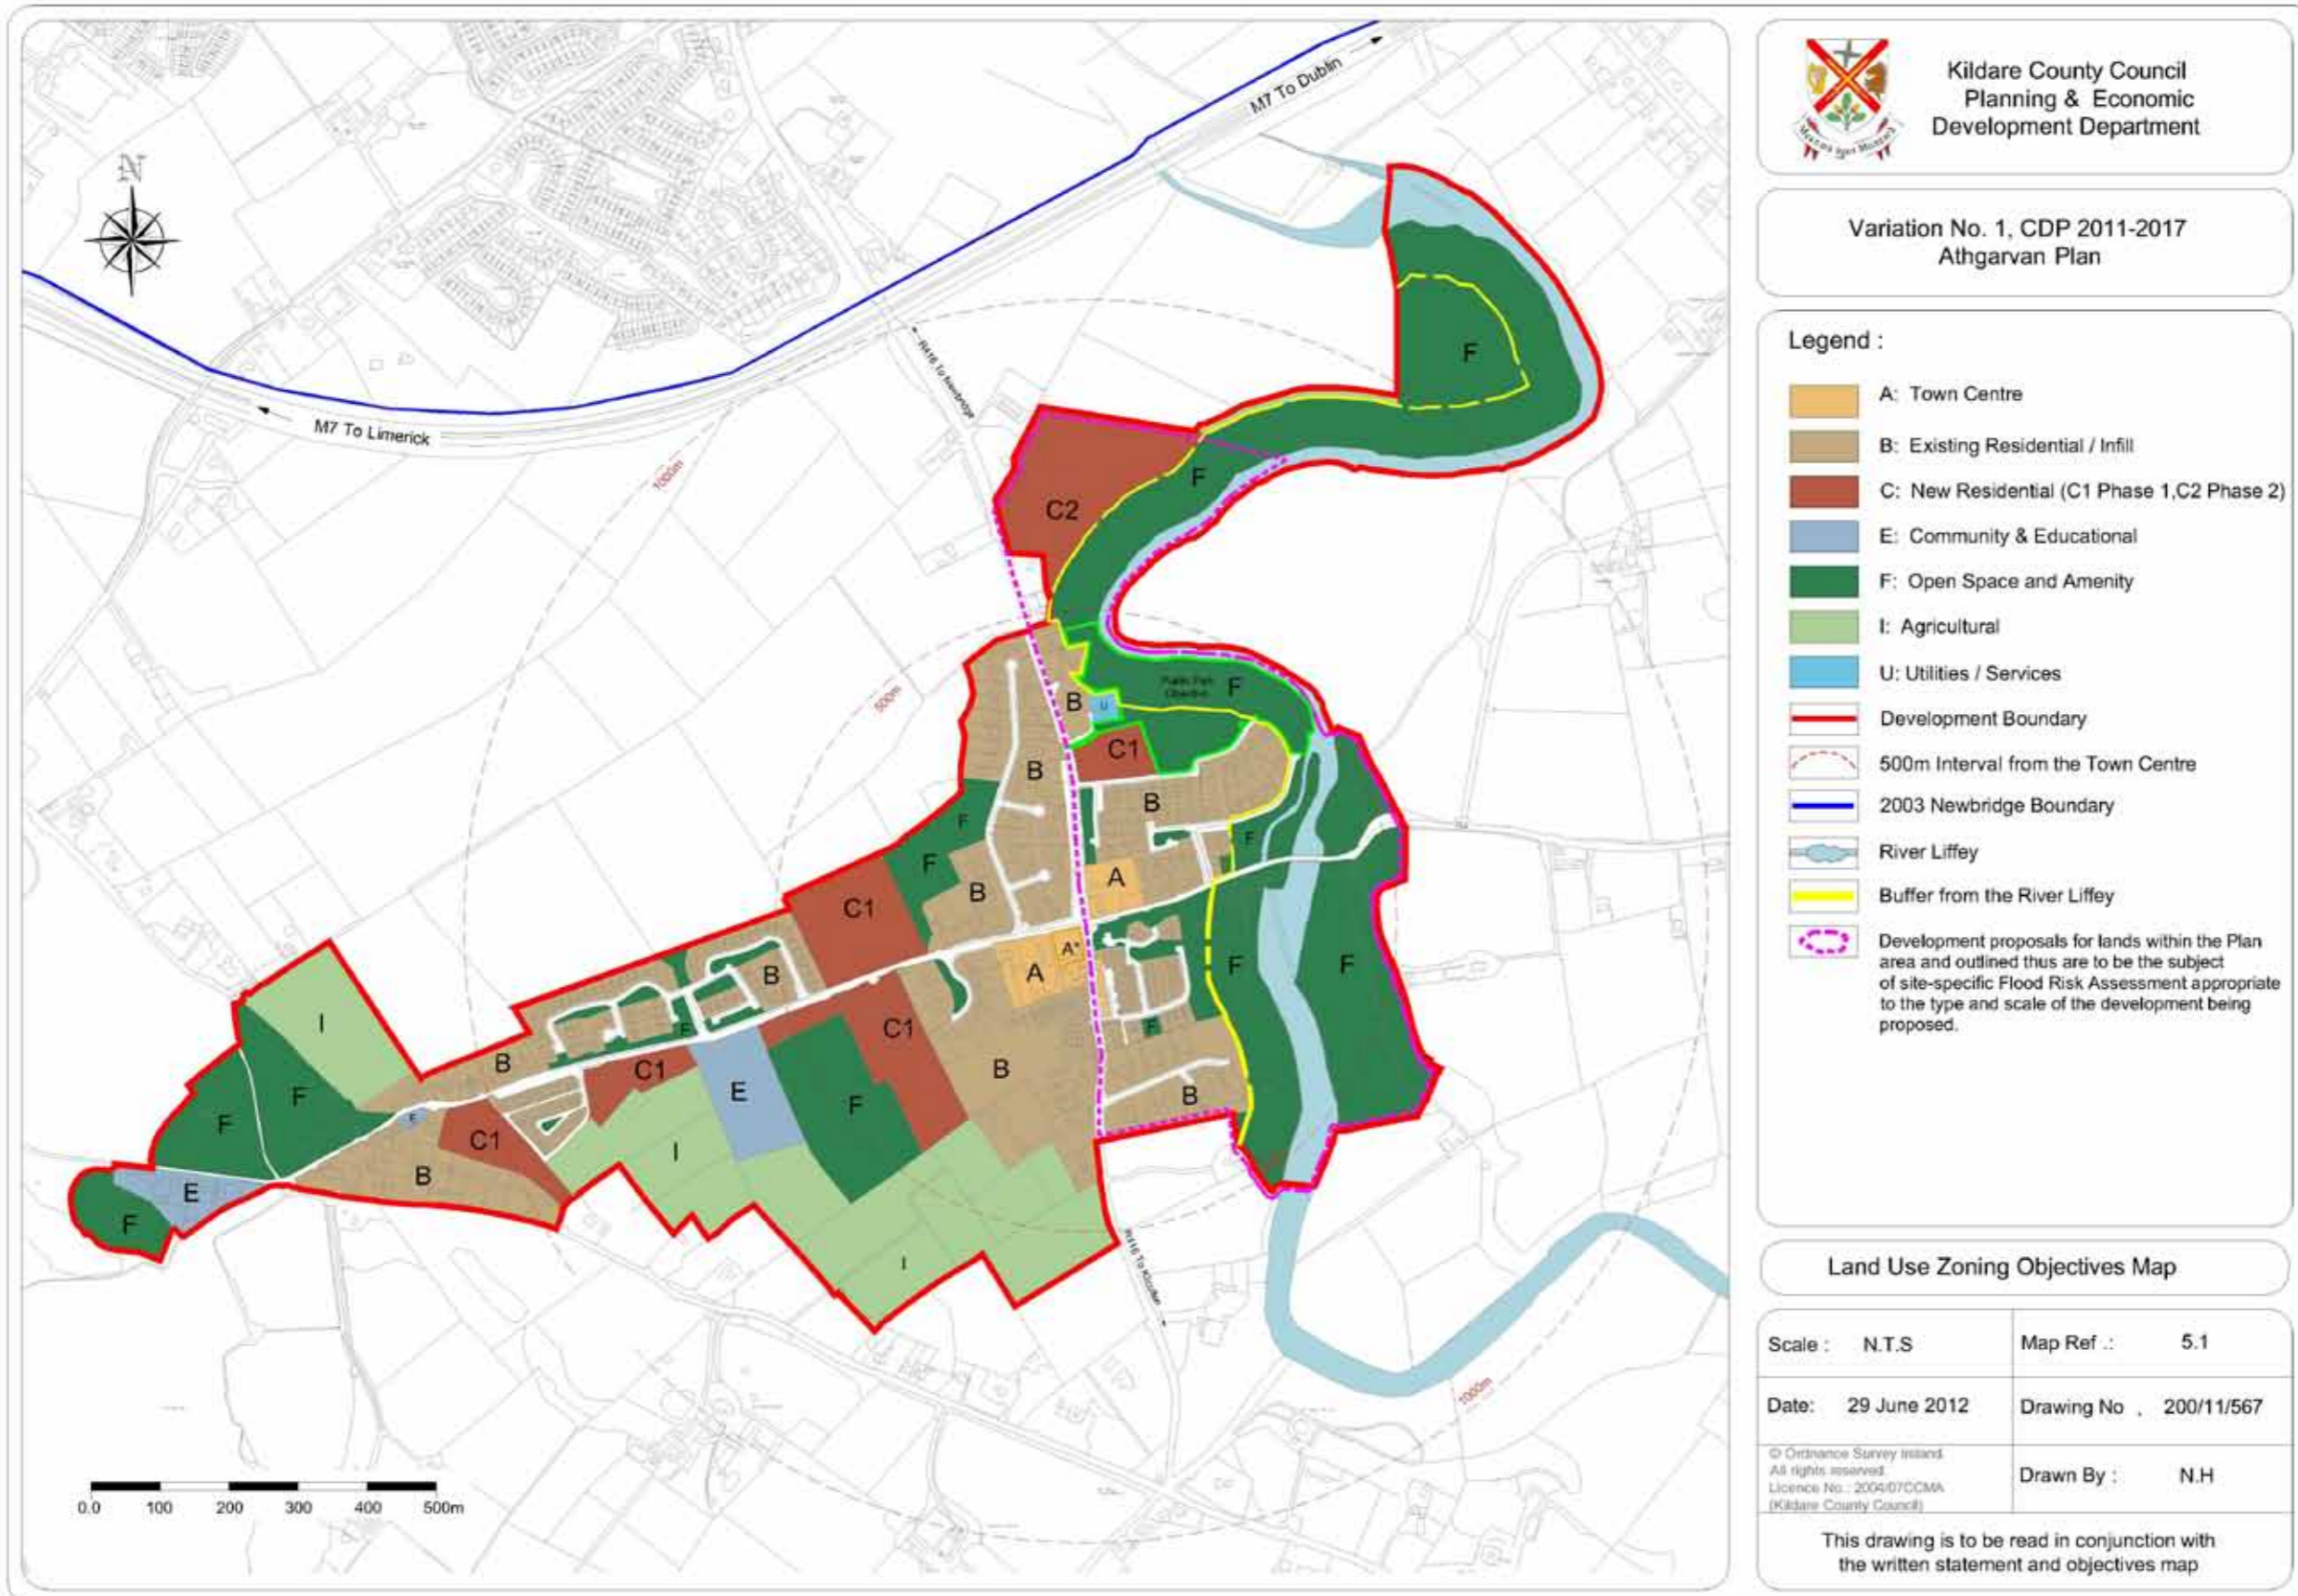 Kildare County Council
Planning & Economic
Development Department
Variation No. 1, CDP 2011-2017
Athgarvan Plan
Legend :
A: Town Centre
B: Existing Residential / Infill
C: New Residential (C1 Phase 1,C2 Phase 2)
E: Community & Educational
F: Open Space and Amenity
I: Agricultural
U: Utilities / Services
Development Boundary
500m Interval from the Town Centre
2003 Newbridge Boundary
River Liffey
Buffer from the River Liffey
Development proposals for lands within the Plan
area and outlined thus are to be the subject
of site-specific Flood Risk Assessment appropriate
to the type and scale of the development being
proposed.
Land Use Zoning Objectives Map
Scale : N.T.S
Map Ref .: 5.1
Date: 29 June 2012
Drawing No . 200/11/567
© Ordnance Survey Ireland
All rights reserved.
Licence No.: 2004/07CCMA
(Kildare County Council)
Drawn By : N.H
This drawing is to be read in conjunction with
the written statement and objectives map
N
M7 To Dublin
M7 To Limerick
R416 To Newbridge
1000m
500m
F
C2
F
F
B
U
C1
B
B
F
F
B
F
A
C1
A*
A
B
F
F
I
F
C1
B
C1
E
F
B
F
B
F
F
E
C1
B
I
E
F
I
R416 To Kilcullen
1000m
0.0 100 200 300 400 500m